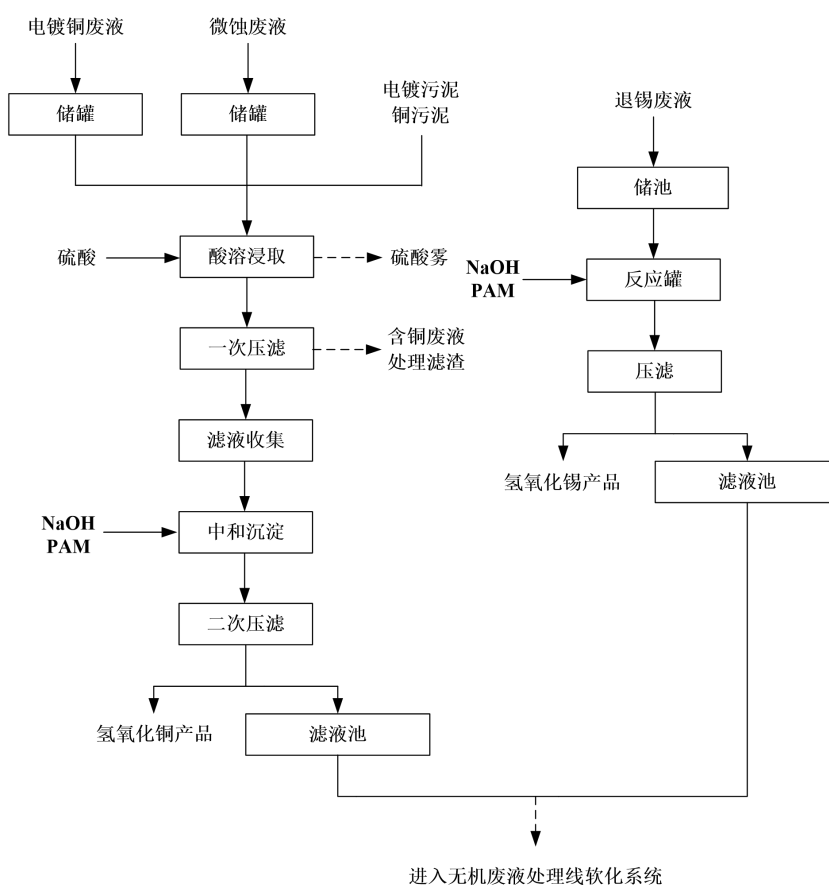 电镀铜废液
微蚀废液
储罐
储罐
电镀污泥
铜污泥
退锡废液
储池
硫酸
酸溶浸取
硫酸雾
NaOH
PAM
反应罐
一次压滤
含铜废液
处理滤渣
压滤
滤液收集
氢氧化锡产品
滤液池
NaOH
PAM
中和沉淀
二次压滤
氢氧化铜产品
滤液池
进入无机废液处理线软化系统